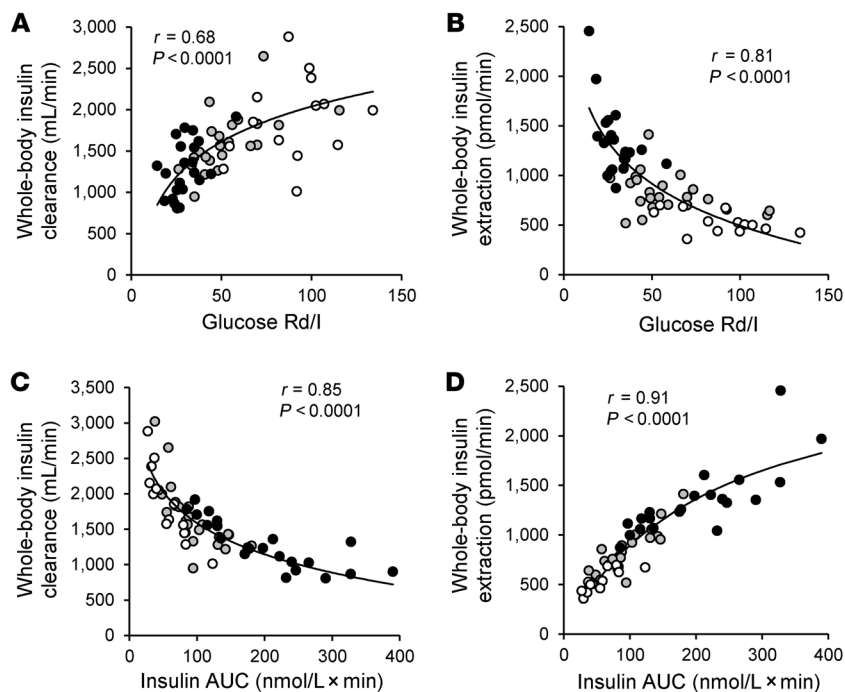 A
Whole-body insulin
clearance (mL/min)
3,000
2,500
2,000
1,500
1,000
500
0
r = 0.68
P < 0.0001
0 50 100 150
Glucose Rd/I
B
Whole-body insulin
extraction (pmol/min)
2,500
2,000
1,500
1,000
500
0
r = 0.81
P < 0.0001
0 50 100 150
Glucose Rd/I
C
Whole-body insulin
clearance (mL/min)
3,500
3,000
2,500
2,000
1,500
1,000
500
0
r = 0.85
P < 0.0001
0 100 200 300 400
Insulin AUC (nmol/L × min)
D
Whole-body insulin
extraction (pmol/min)
2,500
2,000
1,500
1,000
500
0
r = 0.91
P < 0.0001
0 100 200 300 400
Insulin AUC (nmol/L × min)